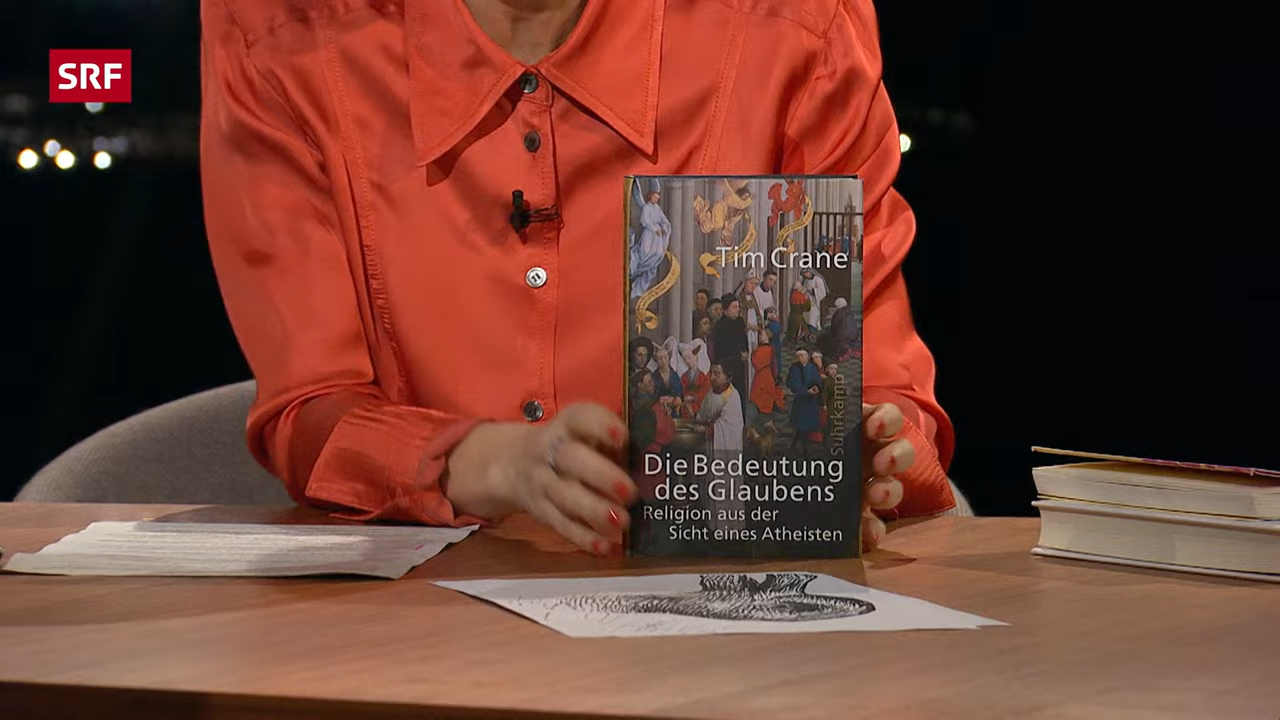 SRF
Tim Crane
Suhrkamp
Die Bedeutung
des Glaubens
Religion aus der
Sicht eines Atheisten